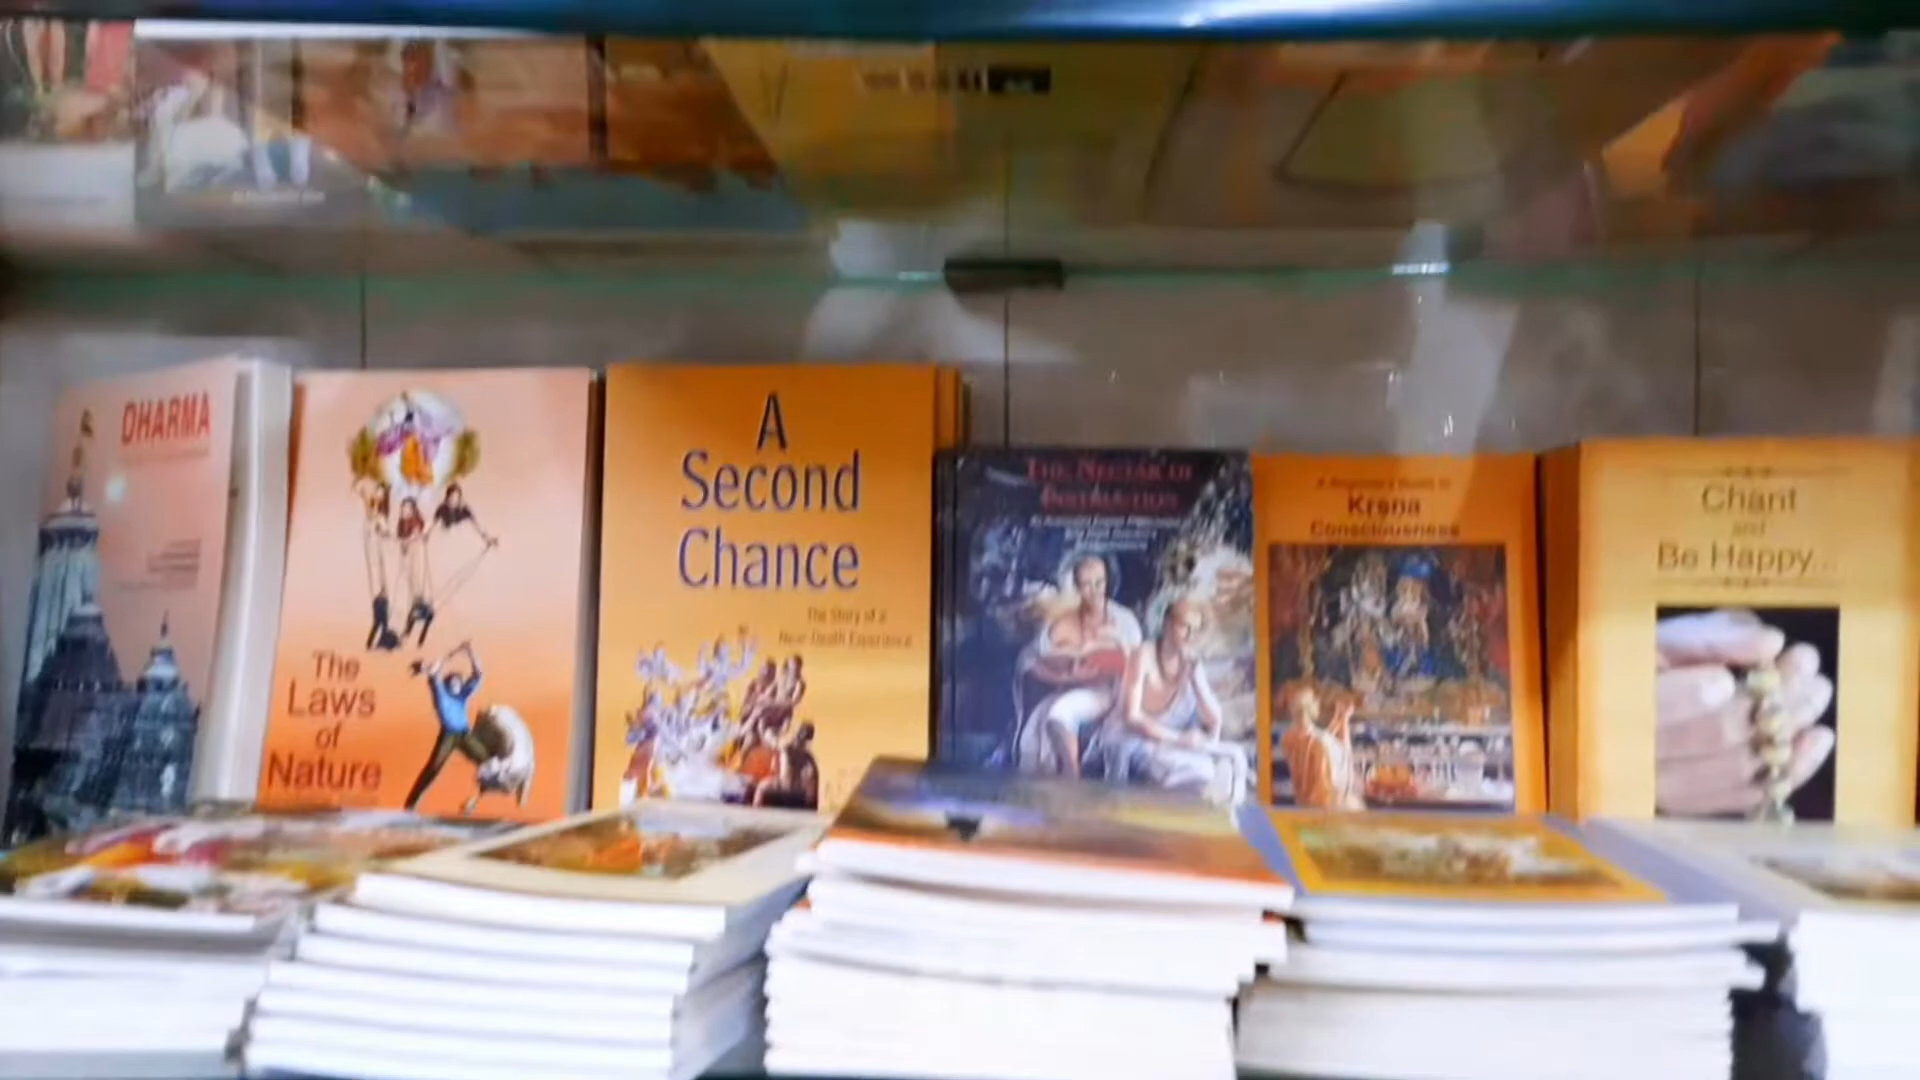 DHARMA
The
Laws
of
Nature
A
Second
Chance
The Story of a
Near-Death Experience
THE NECTAR OF
INSTRUCTION
A Beginner's Guide to
Krsna
Consciousness
Chant
and
Be Happy...